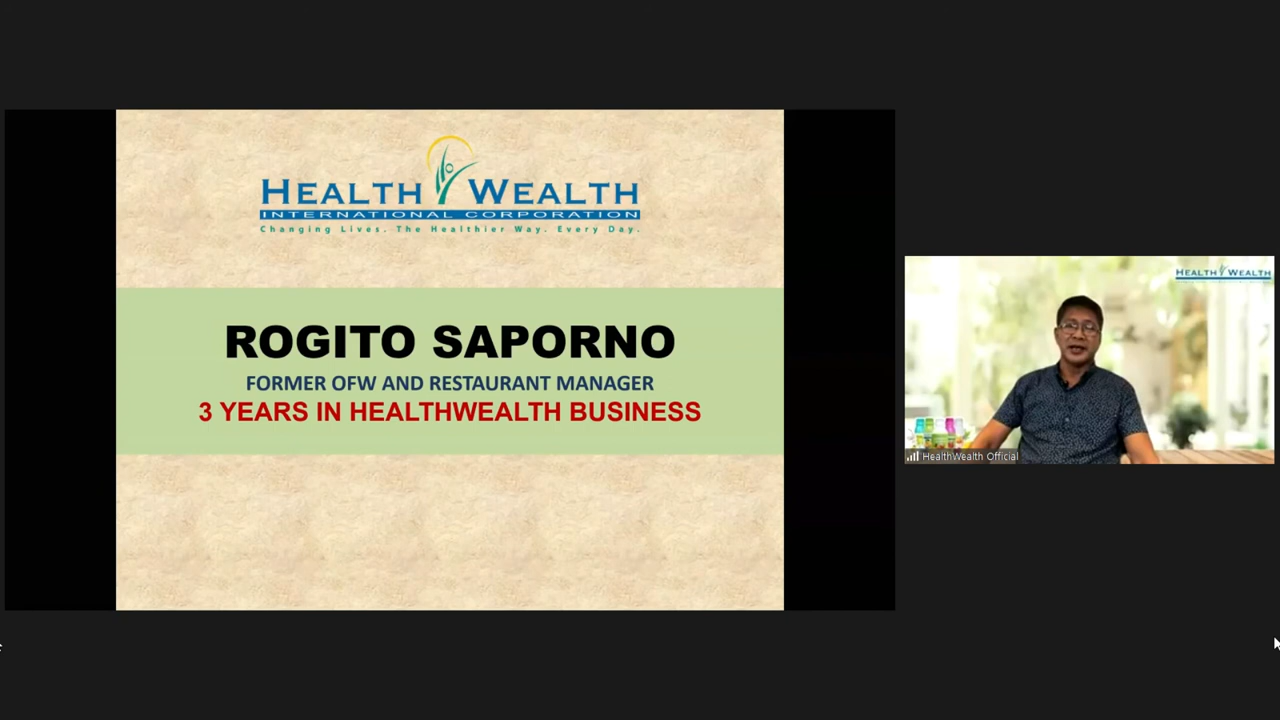 HEALTH WEALTH
INTERNATIONAL CORPORATION
Changing Lives. The Healthier Way. Every Day.
ROGITO SAPORNO
FORMER OFW AND RESTAURANT MANAGER
3 YEARS IN HEALTHWEALTH BUSINESS
HEALTH WEALTH
HealthWealth Official